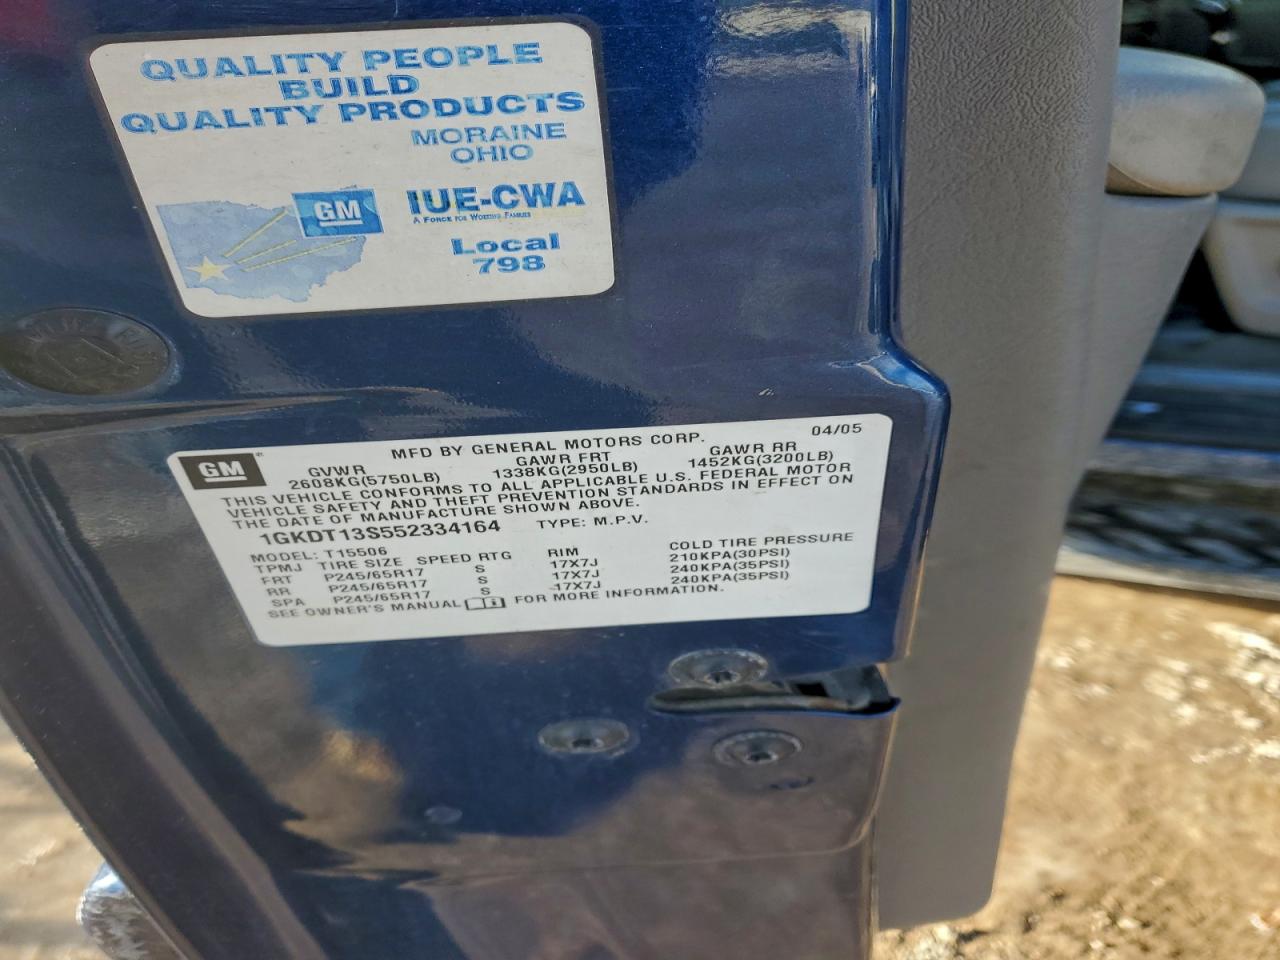 QUALITY PEOPLE
BUILD
QUALITY PRODUCTS
MORAINE
OHIO
GM
IUE-CWA
A FORCE FOR WORKING FAMILIES
Local
798
GM
MFD BY GENERAL MOTORS CORP. 04/05
GVWR GAWR FRT GAWR RR
2608KG(5750LB) 1338KG(2950LB) 1452KG(3200LB)
THIS VEHICLE CONFORMS TO ALL APPLICABLE U.S. FEDERAL MOTOR
VEHICLE SAFETY AND THEFT PREVENTION STANDARDS IN EFFECT ON
THE DATE OF MANUFACTURE SHOWN ABOVE.
1GKDT13S552334164 TYPE: M.P.V.
MODEL: T15506
TPMJ TIRE SIZE SPEED RTG RIM COLD TIRE PRESSURE
FRT P245/65R17 S 17X7J 210KPA(30PSI)
RR P245/65R17 S 17X7J 240KPA(35PSI)
SPA P245/65R17 S 17X7J 240KPA(35PSI)
SEE OWNER'S MANUAL FOR MORE INFORMATION.